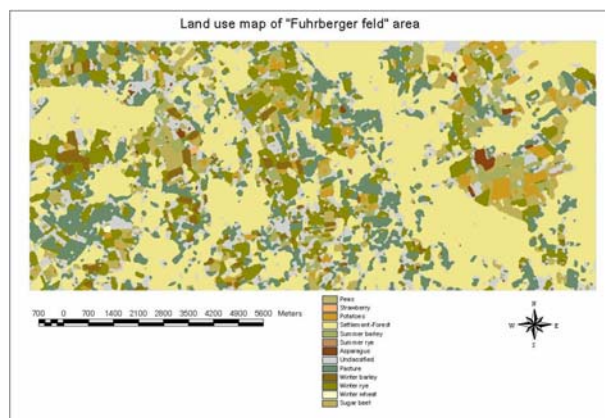 Land use map of "Fuhrberger feld" area
700 0 700 1400 2100 2800 3500 4200 4900 5600 Meters
Peas
Strawberry
Potatoes
Settlement-Forest
Summer barley
Summer rye
Asparagus
Unclassified
Pasture
Winter barley
Winter rye
Winter wheat
Sugar beet
N
W E
S